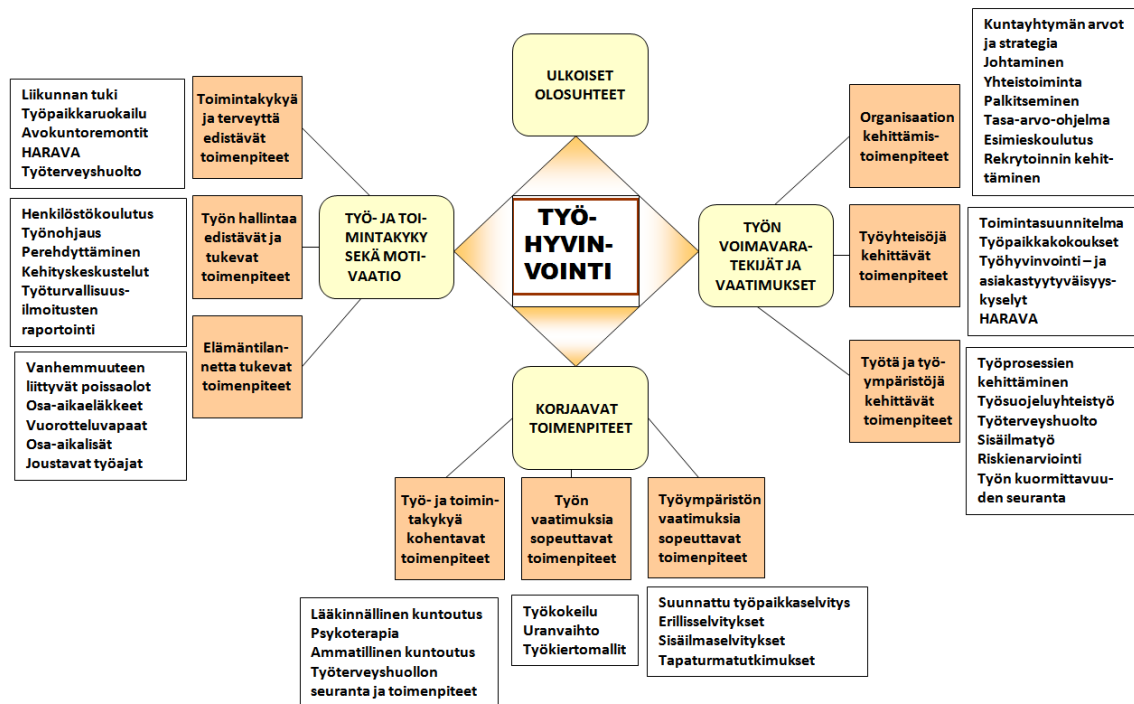 ULKOISET
OLOSUHTEET
TYÖ-
HYVIN-
VOINTI
TYÖ- JA TOI-
MINTAKYKY
SEKÄ MOTI-
VAATIO
Toimintakykyä
ja terveyttä
edistävät
toimenpiteet
Liikunnan tuki
Työpaikkaruokailu
Avokuntoremontit
HARAVA
Työterveyshuolto
Työn hallintaa
edistävät ja
tukevat
toimenpiteet
Henkilöstökoulutus
Työnohjaus
Perehdyttäminen
Kehityskeskustelut
Työturvallisuus-
ilmoitusten
raportointi
Elämäntilan-
netta tukevat
toimenpiteet
Vanhemmuuteen
liittyvät poissaolot
Osa-aikaeläkkeet
Vuorotteluvapaat
Osa-aikalisät
Joustavat työajat
TYÖN
VOIMAVARA-
TEKIJÄT JA
VAATIMUKSET
Organisaation
kehittämis-
toimenpiteet
Kuntayhtymän arvot
ja strategia
Johtaminen
Yhteistoiminta
Palkitseminen
Tasa-arvo-ohjelma
Esimieskoulutus
Rekrytoinnin kehit-
täminen
Työyhteisöjä
kehittävät
toimenpiteet
Toimintasuunnitelma
Työpaikkakokoukset
Työhyvinvointi – ja
asiakastyytyväisyys-
kyselyt
HARAVA
Työtä ja työ-
ympäristöjä
kehittävät
toimenpiteet
Työprosessien
kehittäminen
Työsuojeluyhteistyö
Työterveyshuolto
Sisäilmatyö
Riskienarviointi
Työn kuormittavuu-
den seuranta
KORJAAVAT
TOIMENPITEET
Työ- ja toimin-
takykyä
kohentavat
toimenpiteet
Lääkinnällinen kuntoutus
Psykoterapia
Ammatillinen kuntoutus
Työterveyshuollon
seuranta ja toimenpiteet
Työn
vaatimuksia
sopeuttavat
toimenpiteet
Työkokeilu
Uranvaihto
Työkiertomallit
Työympäristön
vaatimuksia
sopeuttavat
toimenpiteet
Suunnattu työpaikkaselvitys
Erillisselvitykset
Sisäilmaselvitykset
Tapaturmatutkimukset